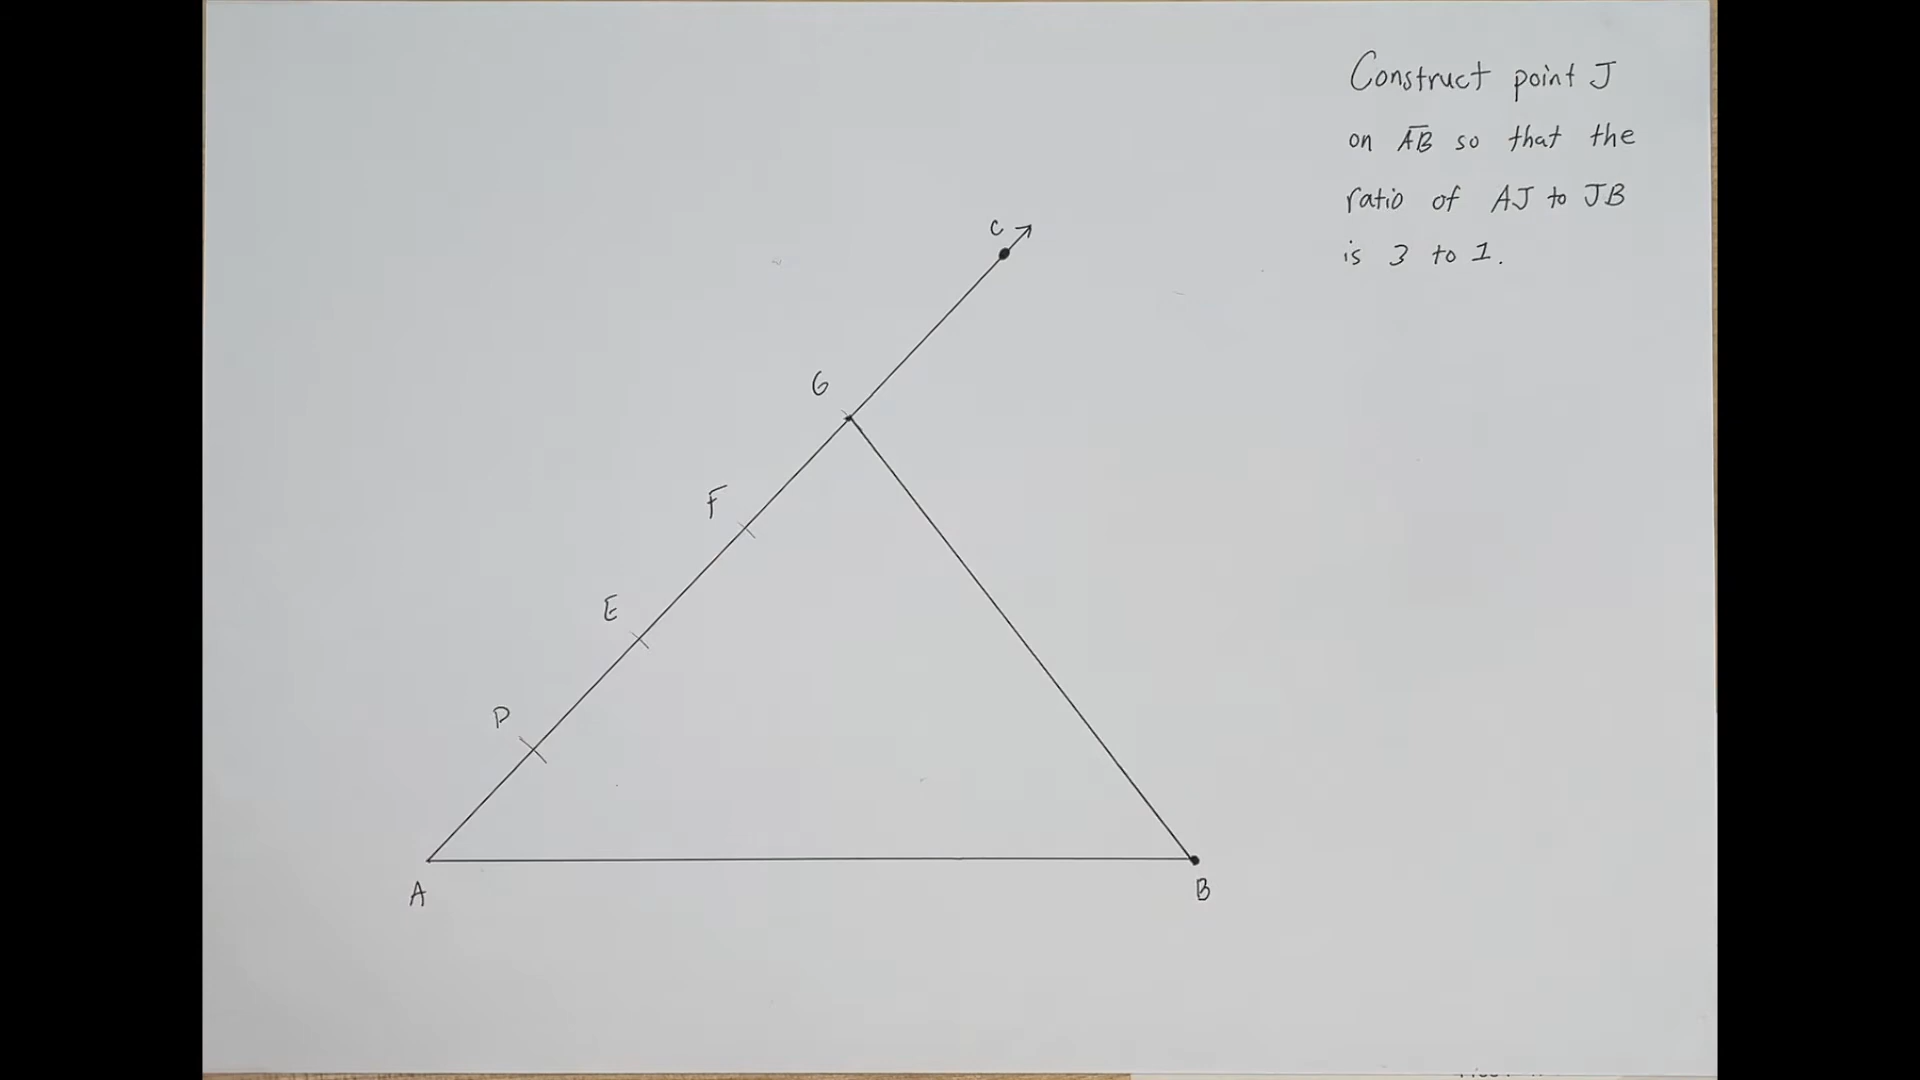 Construct point J
on AB so that the
ratio of AJ to JB
is 3 to 1.
C
G
F
E
D
A
B